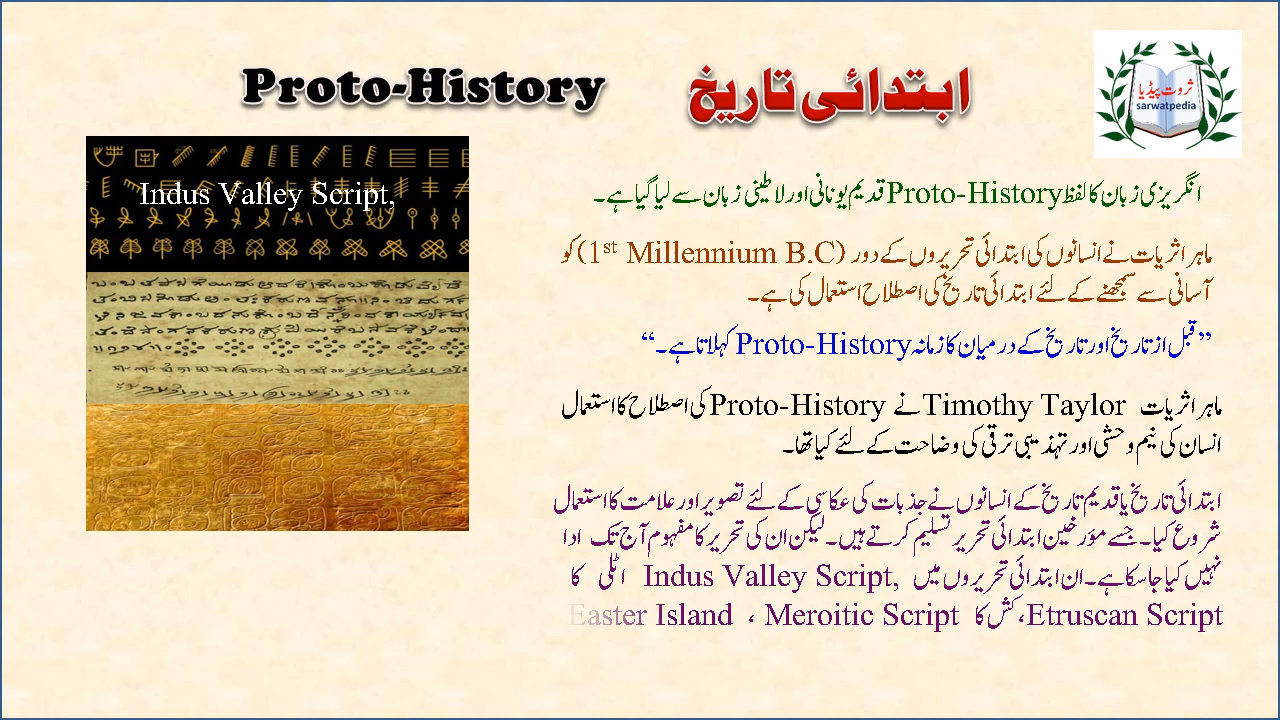 Proto-History
ابتدائی تاریخ
ثروت پیڈیا
sarwatpedia
Indus Valley Script,
انگریزی زبان کا لفظ Proto-History قدیم یونانی اور لاطینی زبان سے لیا گیا ہے۔
ماہر اثریات نے انسانوں کی ابتدائی تحریروں کے دور (1st Millennium B.C) کو
آسانی سے سمجھنے کے لئے ابتدائی تاریخ کی اصطلاح استعمال کی ہے۔
”قبل از تاریخ اور تاریخ کے درمیان کا زمانہ Proto-History کہلاتا ہے۔“
ماہر اثریات Timothy Taylor نے Proto-History کی اصطلاح کا استعمال
انسان کی نیم وحشی اور تہذیبی ترقی کی وضاحت کے لئے کیا تھا۔
ابتدائی تاریخ یا قدیم تاریخ کے انسانوں نے جذبات کی عکاسی کے لئے تصویر اور علامت کا استعمال
شروع کیا۔ جسے مؤرخین ابتدائی تحریر تسلیم کرتے ہیں۔ لیکن ان کی تحریر کا مفہوم آج تک ادا
نہیں کیا جاسکا ہے۔ ان ابتدائی تحریروں میں Indus Valley Script, اٹلی کا
Etruscan Script، کش کا Meroitic Script ، Easter Island